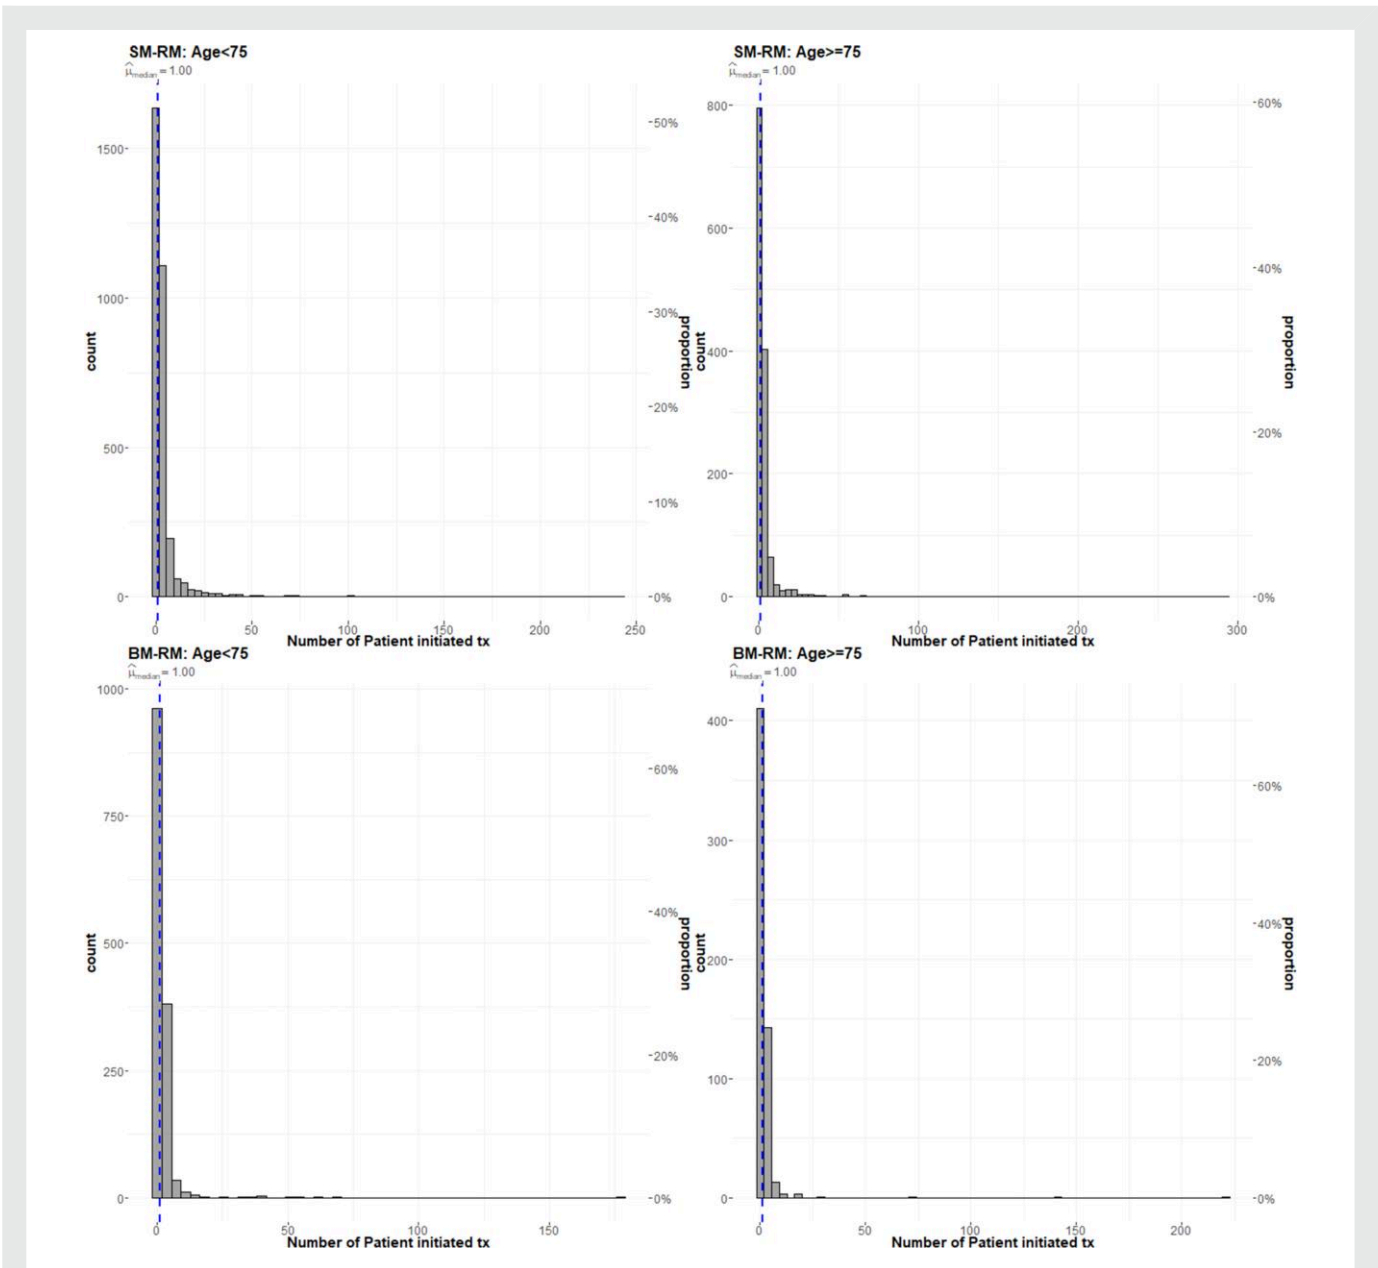 SM-RM: Age<75
μ̂median = 1.00
1500
1000
500
0
50%
40%
30%
20%
10%
0%
count
proportion
0 50 100 150 200 250
Number of Patient initiated tx
SM-RM: Age>=75
μ̂median = 1.00
800
600
400
200
0
60%
40%
20%
0%
count
proportion
0 100 200 300
Number of Patient initiated tx
BM-RM: Age<75
μ̂median = 1.00
1000
750
500
250
0
60%
40%
20%
0%
count
proportion
0 50 100 150
Number of Patient initiated tx
BM-RM: Age>=75
μ̂median = 1.00
400
300
200
100
0
60%
40%
20%
0%
count
proportion
0 50 100 150 200
Number of Patient initiated tx